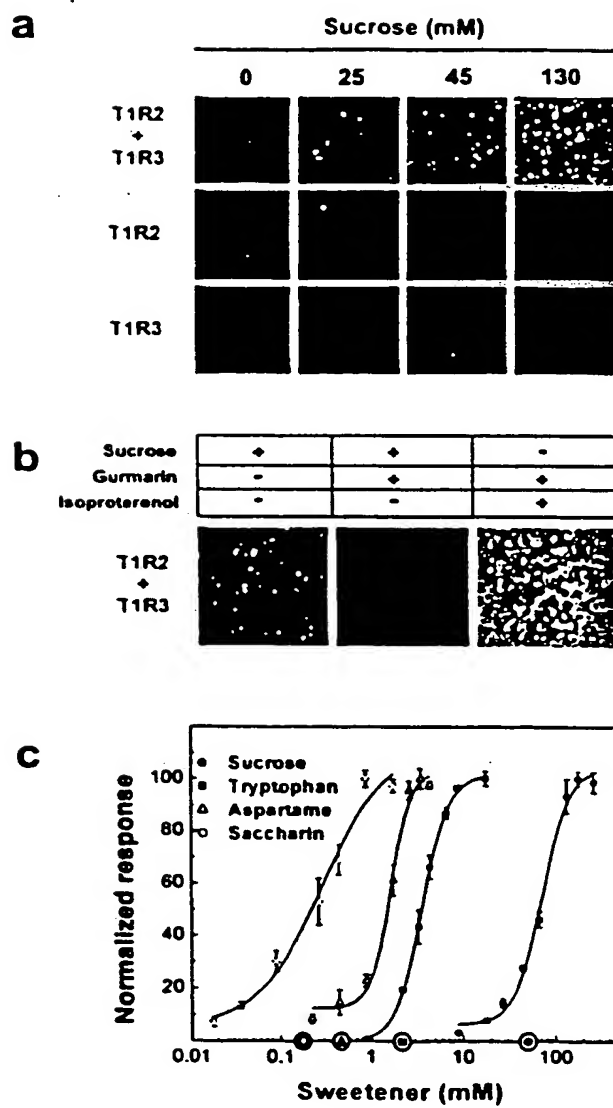 a
Sucrose (mM)
0 25 45 130
T1R2
+
T1R3
T1R2
T1R3
b
Sucrose + + -
Gurmarin - + +
Isoproterenol - - +
T1R2
+
T1R3
c
Sucrose
Tryptophan
Aspartame
Saccharin
Normalized response
100
80
60
40
20
0.01 0.1 1 10 100
Sweetener (mM)